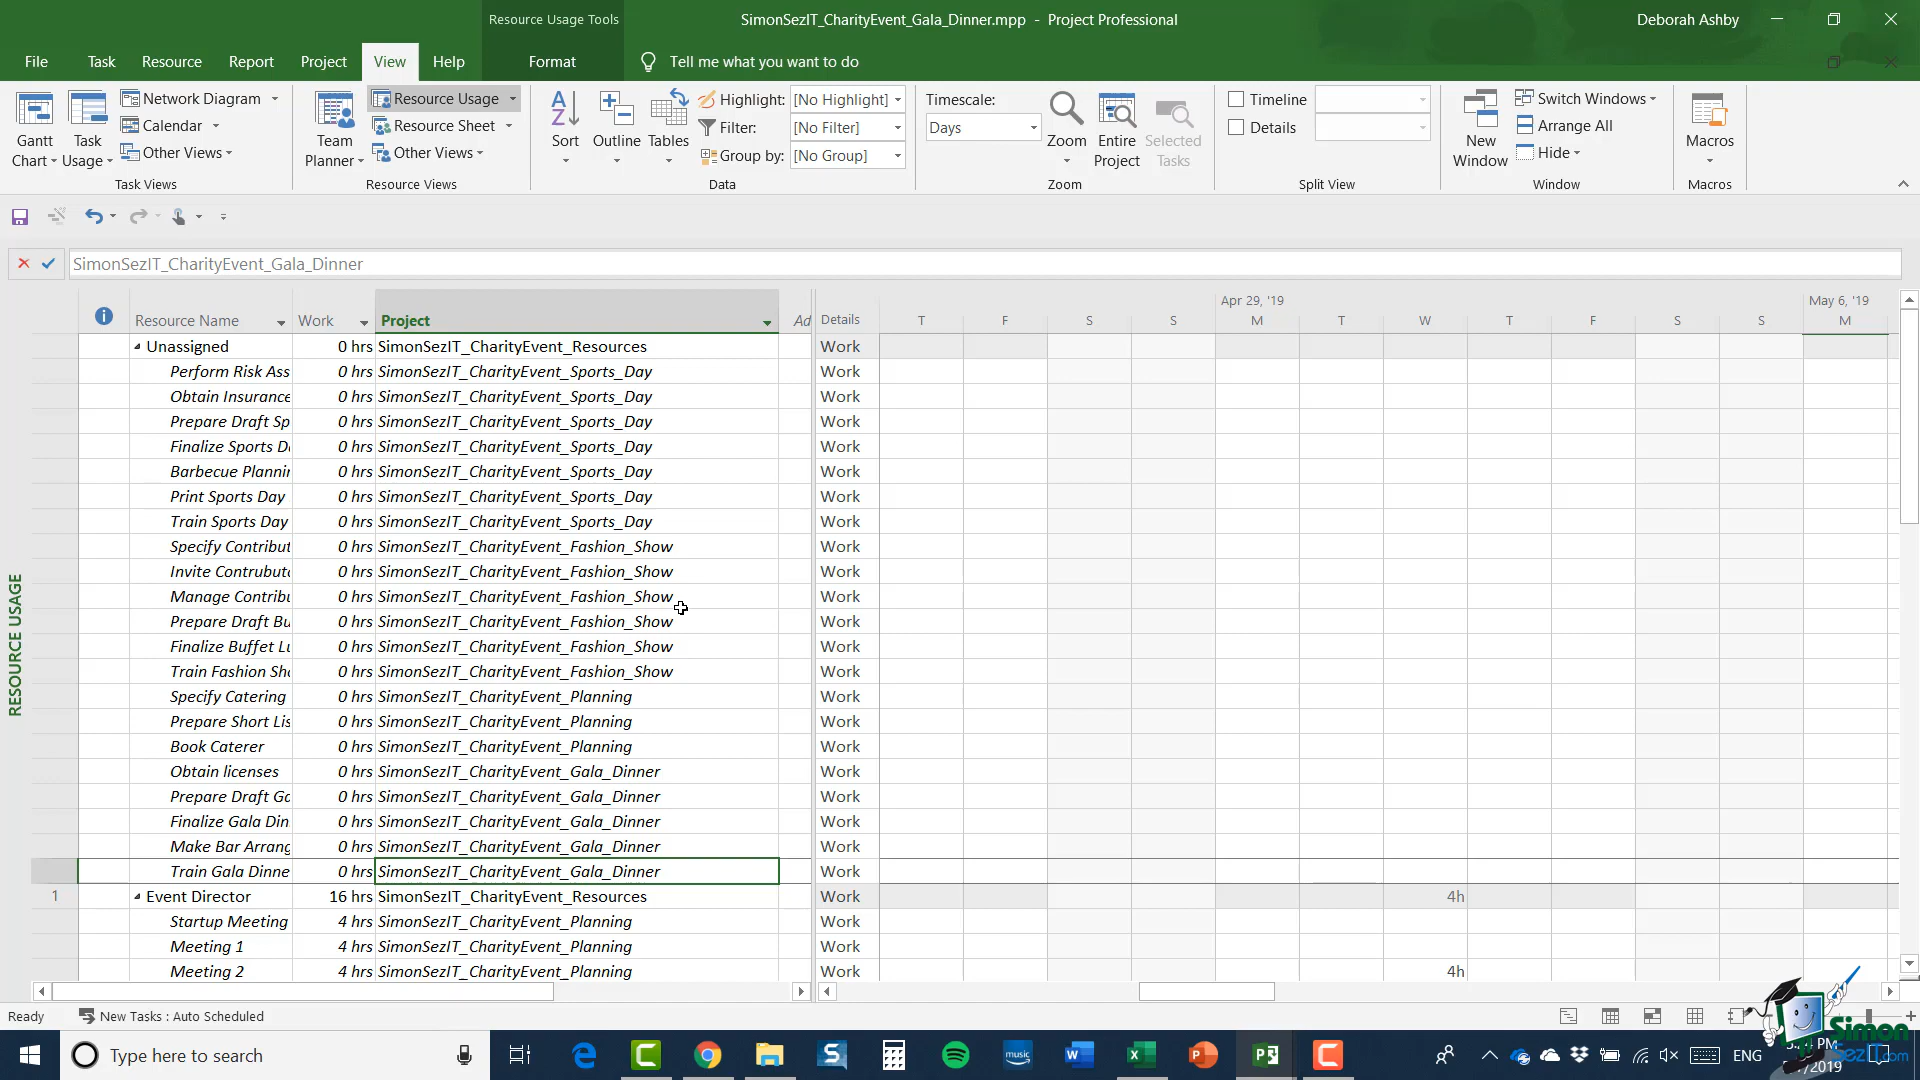 Resource Usage Tools
SimonSezIT_CharityEvent_Gala_Dinner.mpp - Project Professional
Deborah Ashby
File Task Resource Report Project View Help Format Tell me what you want to do
Gantt Chart
Task Usage
Network Diagram
Calendar
Other Views
Task Views
Team Planner
Resource Usage
Resource Sheet
Other Views
Resource Views
Sort
Outline
Tables
Highlight: [No Highlight]
Filter: [No Filter]
Group by: [No Group]
Data
Timescale:
Days
Zoom
Entire Project
Selected Tasks
Zoom
Timeline
Details
Split View
New Window
Switch Windows
Arrange All
Hide
Window
Macros
Macros
SimonSezIT_CharityEvent_Gala_Dinner
Apr 29, '19 May 6, '19
Resource Name Work Project Ad Details T F S S M T W T F S S M
Unassigned 0 hrs SimonSezIT_CharityEvent_Resources Work
Perform Risk Ass 0 hrs SimonSezIT_CharityEvent_Sports_Day Work
Obtain Insurance 0 hrs SimonSezIT_CharityEvent_Sports_Day Work
Prepare Draft Sp 0 hrs SimonSezIT_CharityEvent_Sports_Day Work
Finalize Sports D 0 hrs SimonSezIT_CharityEvent_Sports_Day Work
Barbecue Plannin 0 hrs SimonSezIT_CharityEvent_Sports_Day Work
Print Sports Day 0 hrs SimonSezIT_CharityEvent_Sports_Day Work
Train Sports Day 0 hrs SimonSezIT_CharityEvent_Sports_Day Work
Specify Contribut 0 hrs SimonSezIT_CharityEvent_Fashion_Show Work
Invite Contrubut 0 hrs SimonSezIT_CharityEvent_Fashion_Show Work
Manage Contribu 0 hrs SimonSezIT_CharityEvent_Fashion_Show Work
Prepare Draft Bu 0 hrs SimonSezIT_CharityEvent_Fashion_Show Work
Finalize Buffet Lu 0 hrs SimonSezIT_CharityEvent_Fashion_Show Work
Train Fashion Sho 0 hrs SimonSezIT_CharityEvent_Fashion_Show Work
Specify Catering 0 hrs SimonSezIT_CharityEvent_Planning Work
Prepare Short Lis 0 hrs SimonSezIT_CharityEvent_Planning Work
Book Caterer 0 hrs SimonSezIT_CharityEvent_Planning Work
Obtain licenses 0 hrs SimonSezIT_CharityEvent_Gala_Dinner Work
Prepare Draft Ga 0 hrs SimonSezIT_CharityEvent_Gala_Dinner Work
Finalize Gala Din 0 hrs SimonSezIT_CharityEvent_Gala_Dinner Work
Make Bar Arrang 0 hrs SimonSezIT_CharityEvent_Gala_Dinner Work
Train Gala Dinne 0 hrs SimonSezIT_CharityEvent_Gala_Dinner Work
1 Event Director 16 hrs SimonSezIT_CharityEvent_Resources Work 4h
Startup Meeting 4 hrs SimonSezIT_CharityEvent_Planning Work
Meeting 1 4 hrs SimonSezIT_CharityEvent_Planning Work
Meeting 2 4 hrs SimonSezIT_CharityEvent_Planning Work 4h
RESOURCE USAGE
Ready New Tasks : Auto Scheduled
Simon
SezIT.com
Type here to search
music
ENG
PM
2019